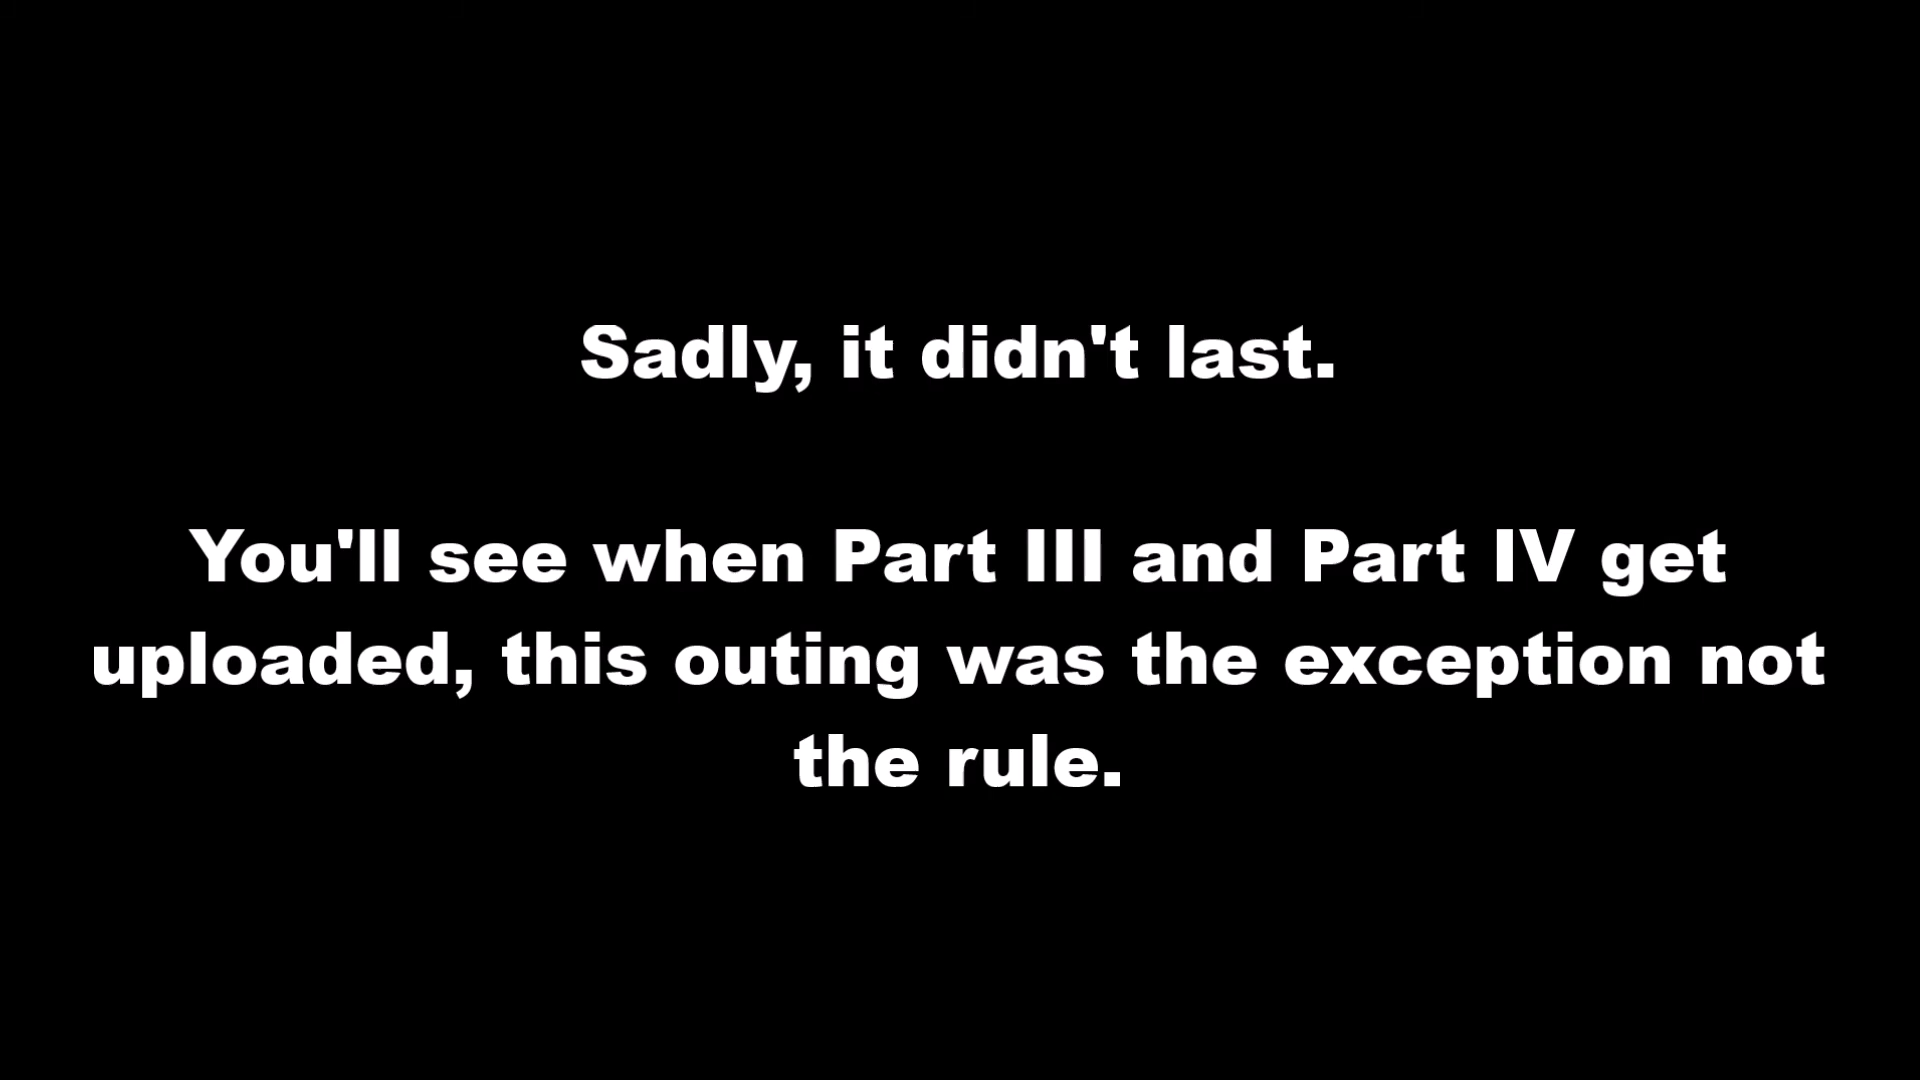 Sadly, it didn't last.
You'll see when Part III and Part IV get
uploaded, this outing was the exception not
the rule.